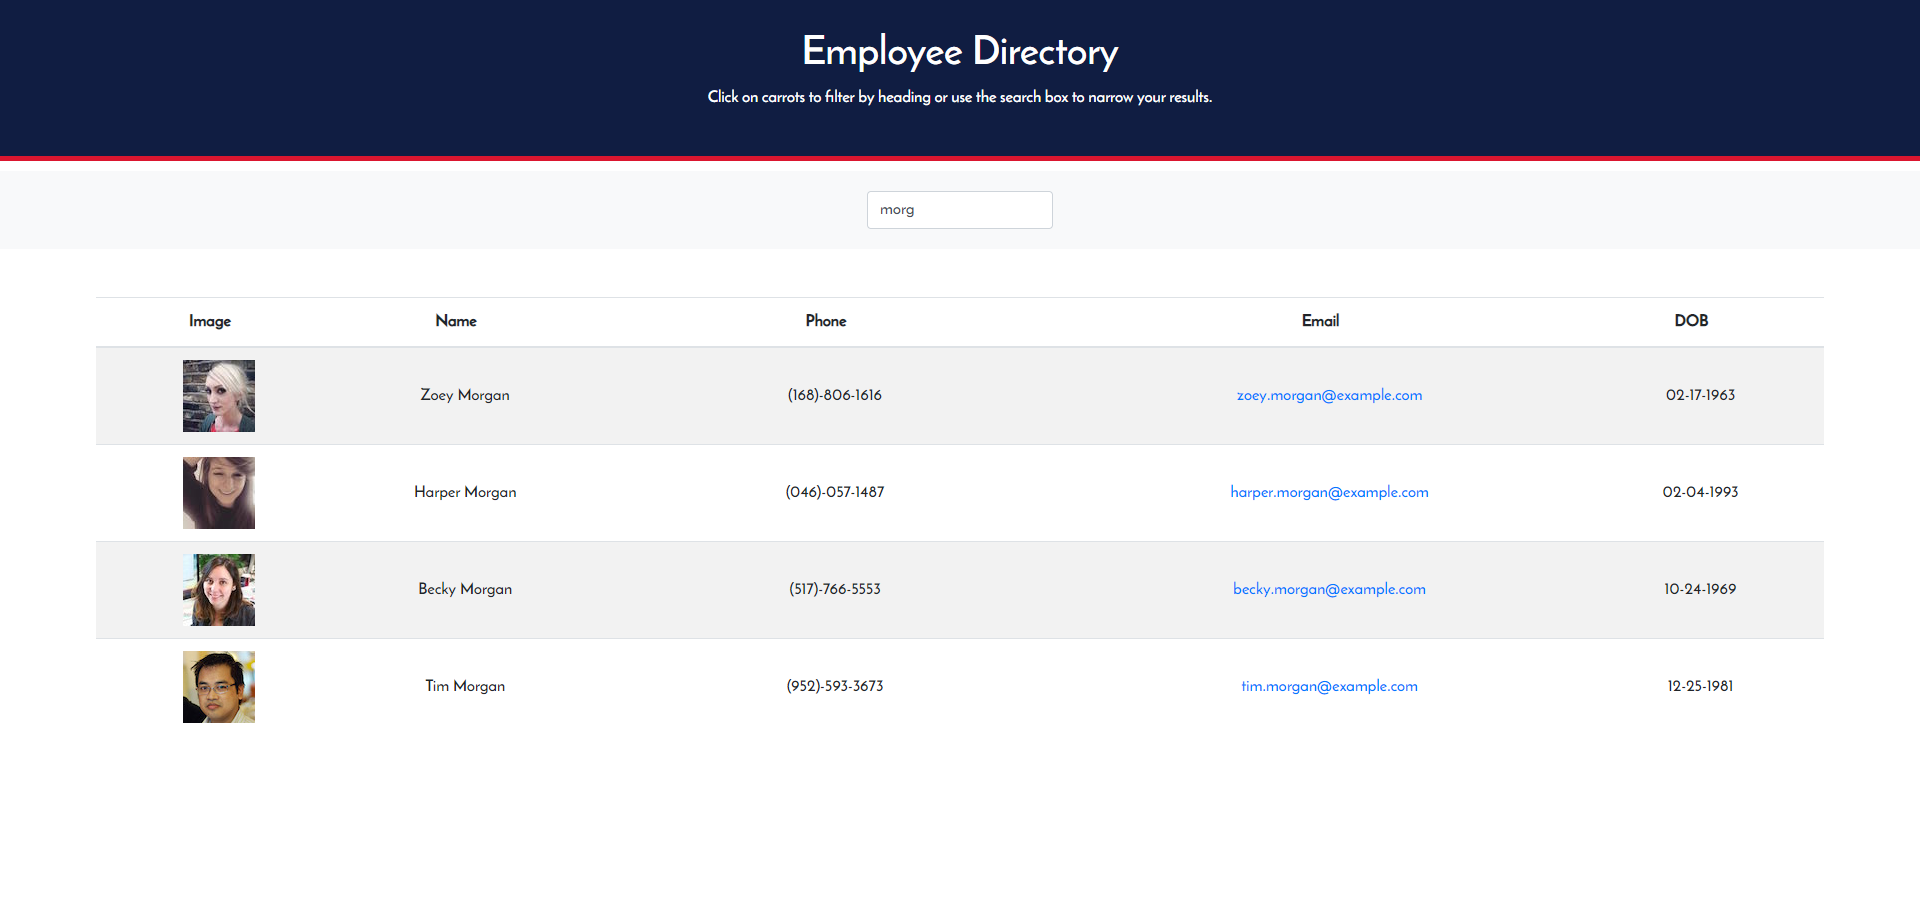 Employee Directory
Click on carrots to filter by heading or use the search box to narrow your results.
morg
Image Name Phone Email DOB
Zoey Morgan (168)-806-1616 zoey.morgan@example.com 02-17-1963
Harper Morgan (046)-057-1487 harper.morgan@example.com 02-04-1993
Becky Morgan (517)-766-5553 becky.morgan@example.com 10-24-1969
Tim Morgan (952)-593-3673 tim.morgan@example.com 12-25-1981